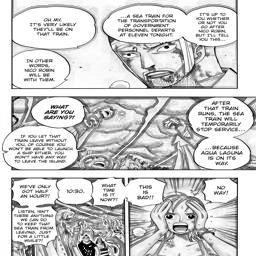 IT'S UP TO
YOU WHETHER
OR NOT YOU
GO AFTER
NICO ROBIN,
BUT I'LL TELL
YOU THIS...
...A SEA TRAIN
FOR THE
TRANSPORTATION
OF GOVERNMENT
PERSONNEL DEPARTS
AT ELEVEN TONIGHT.
OH MY.
IT'S VERY LIKELY
THEY'LL BE ON
THAT TRAIN.
IN OTHER
WORDS,
NICO ROBIN
WILL BE
WITH THEM.
AFTER
THAT TRAIN
RUNS, THE SEA
TRAIN WILL
TEMPORARILY
STOP SERVICE...
...BECAUSE
AQUA LAGUNA
IS ON ITS
WAY.
WHAT
ARE YOU
SAYING?!
IF YOU LET THAT
TRAIN LEAVE WITHOUT
YOU, OF COURSE YOU
WON'T BE ABLE TO LAUNCH
A SHIP EITHER. YOU
WON'T HAVE ANY WAY
TO LEAVE THE ISLAND.
NO
WAY!
THIS IS
BAD!!
WHAT
TIME IS
IT
NOW?!
10:30.
WE'VE ONLY
GOT HALF
AN HOUR?!
LISTEN, ISN'T
THERE ANYTHING
WE CAN DO
TO KEEP THAT
SEA TRAIN
FROM LEAVING,
JUST FOR
A LITTLE
WHILE?